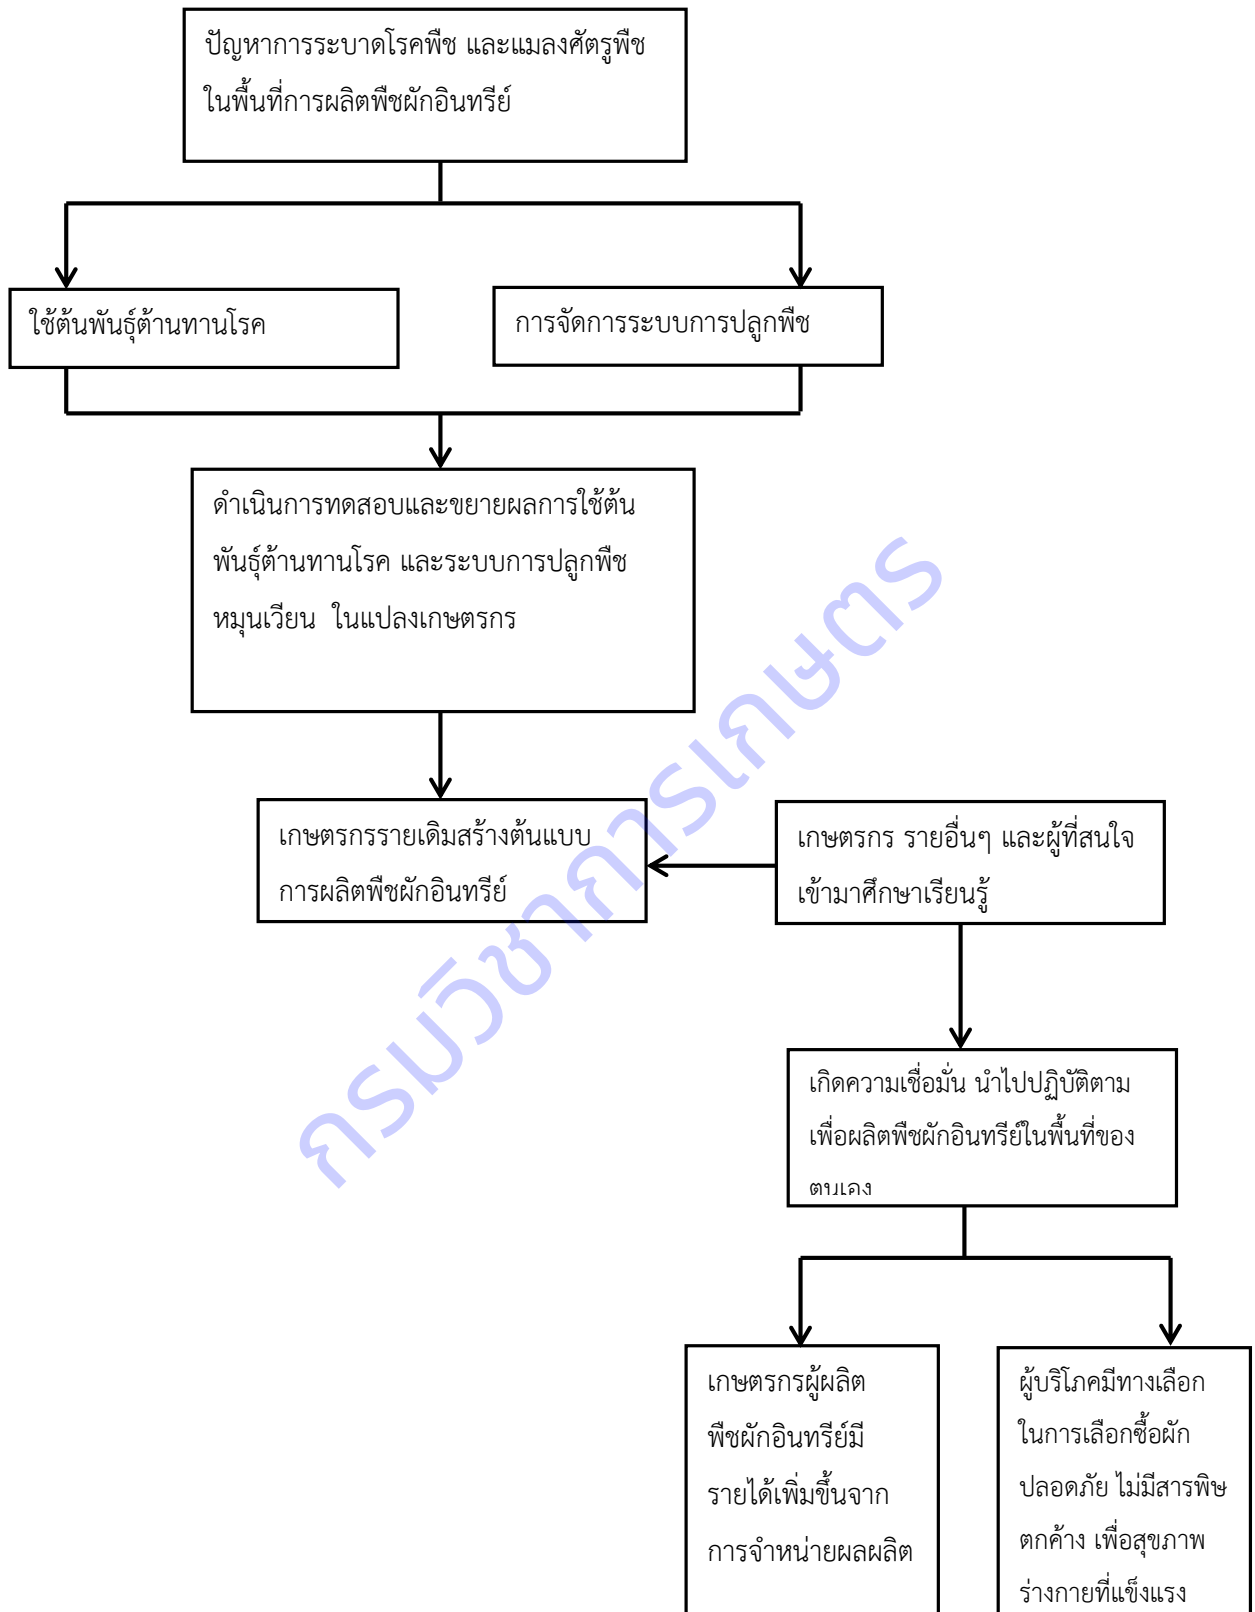 ปัญหาการระบาดโรคพืช และแมลงศัตรูพืช
ในพื้นที่การผลิตพืชผักอินทรีย์
ใช้ต้นพันธุ์ต้านทานโรค
การจัดการระบบการปลูกพืช
ดำเนินการทดสอบและขยายผลการใช้ต้น
พันธุ์ต้านทานโรค และระบบการปลูกพืช
หมุนเวียน ในแปลงเกษตรกร
เกษตรกรรายเดิมสร้างต้นแบบ
การผลิตพืชผักอินทรีย์
เกษตรกร รายอื่นๆ และผู้ที่สนใจ
เข้ามาศึกษาเรียนรู้
เกิดความเชื่อมั่น นำไปปฏิบัติตาม
เพื่อผลิตพืชผักอินทรีย์ในพื้นที่ของ
ตนเอง
เกษตรกรผู้ผลิต
พืชผักอินทรีย์มี
รายได้เพิ่มขึ้นจาก
การจำหน่ายผลผลิต
ผู้บริโภคมีทางเลือก
ในการเลือกซื้อผัก
ปลอดภัย ไม่มีสารพิษ
ตกค้าง เพื่อสุขภาพ
ร่างกายที่แข็งแรง
กรมวิชาการเกษตร